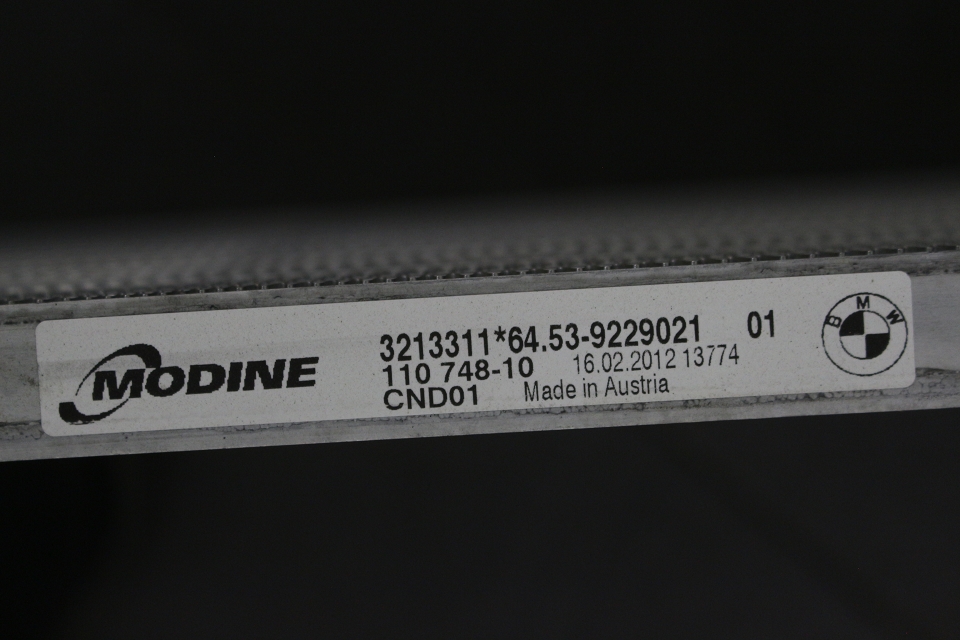 MODINE
3213311*64.53-9229021 01
110 748-10 16.02.2012 13774
CND01 Made in Austria
BMW